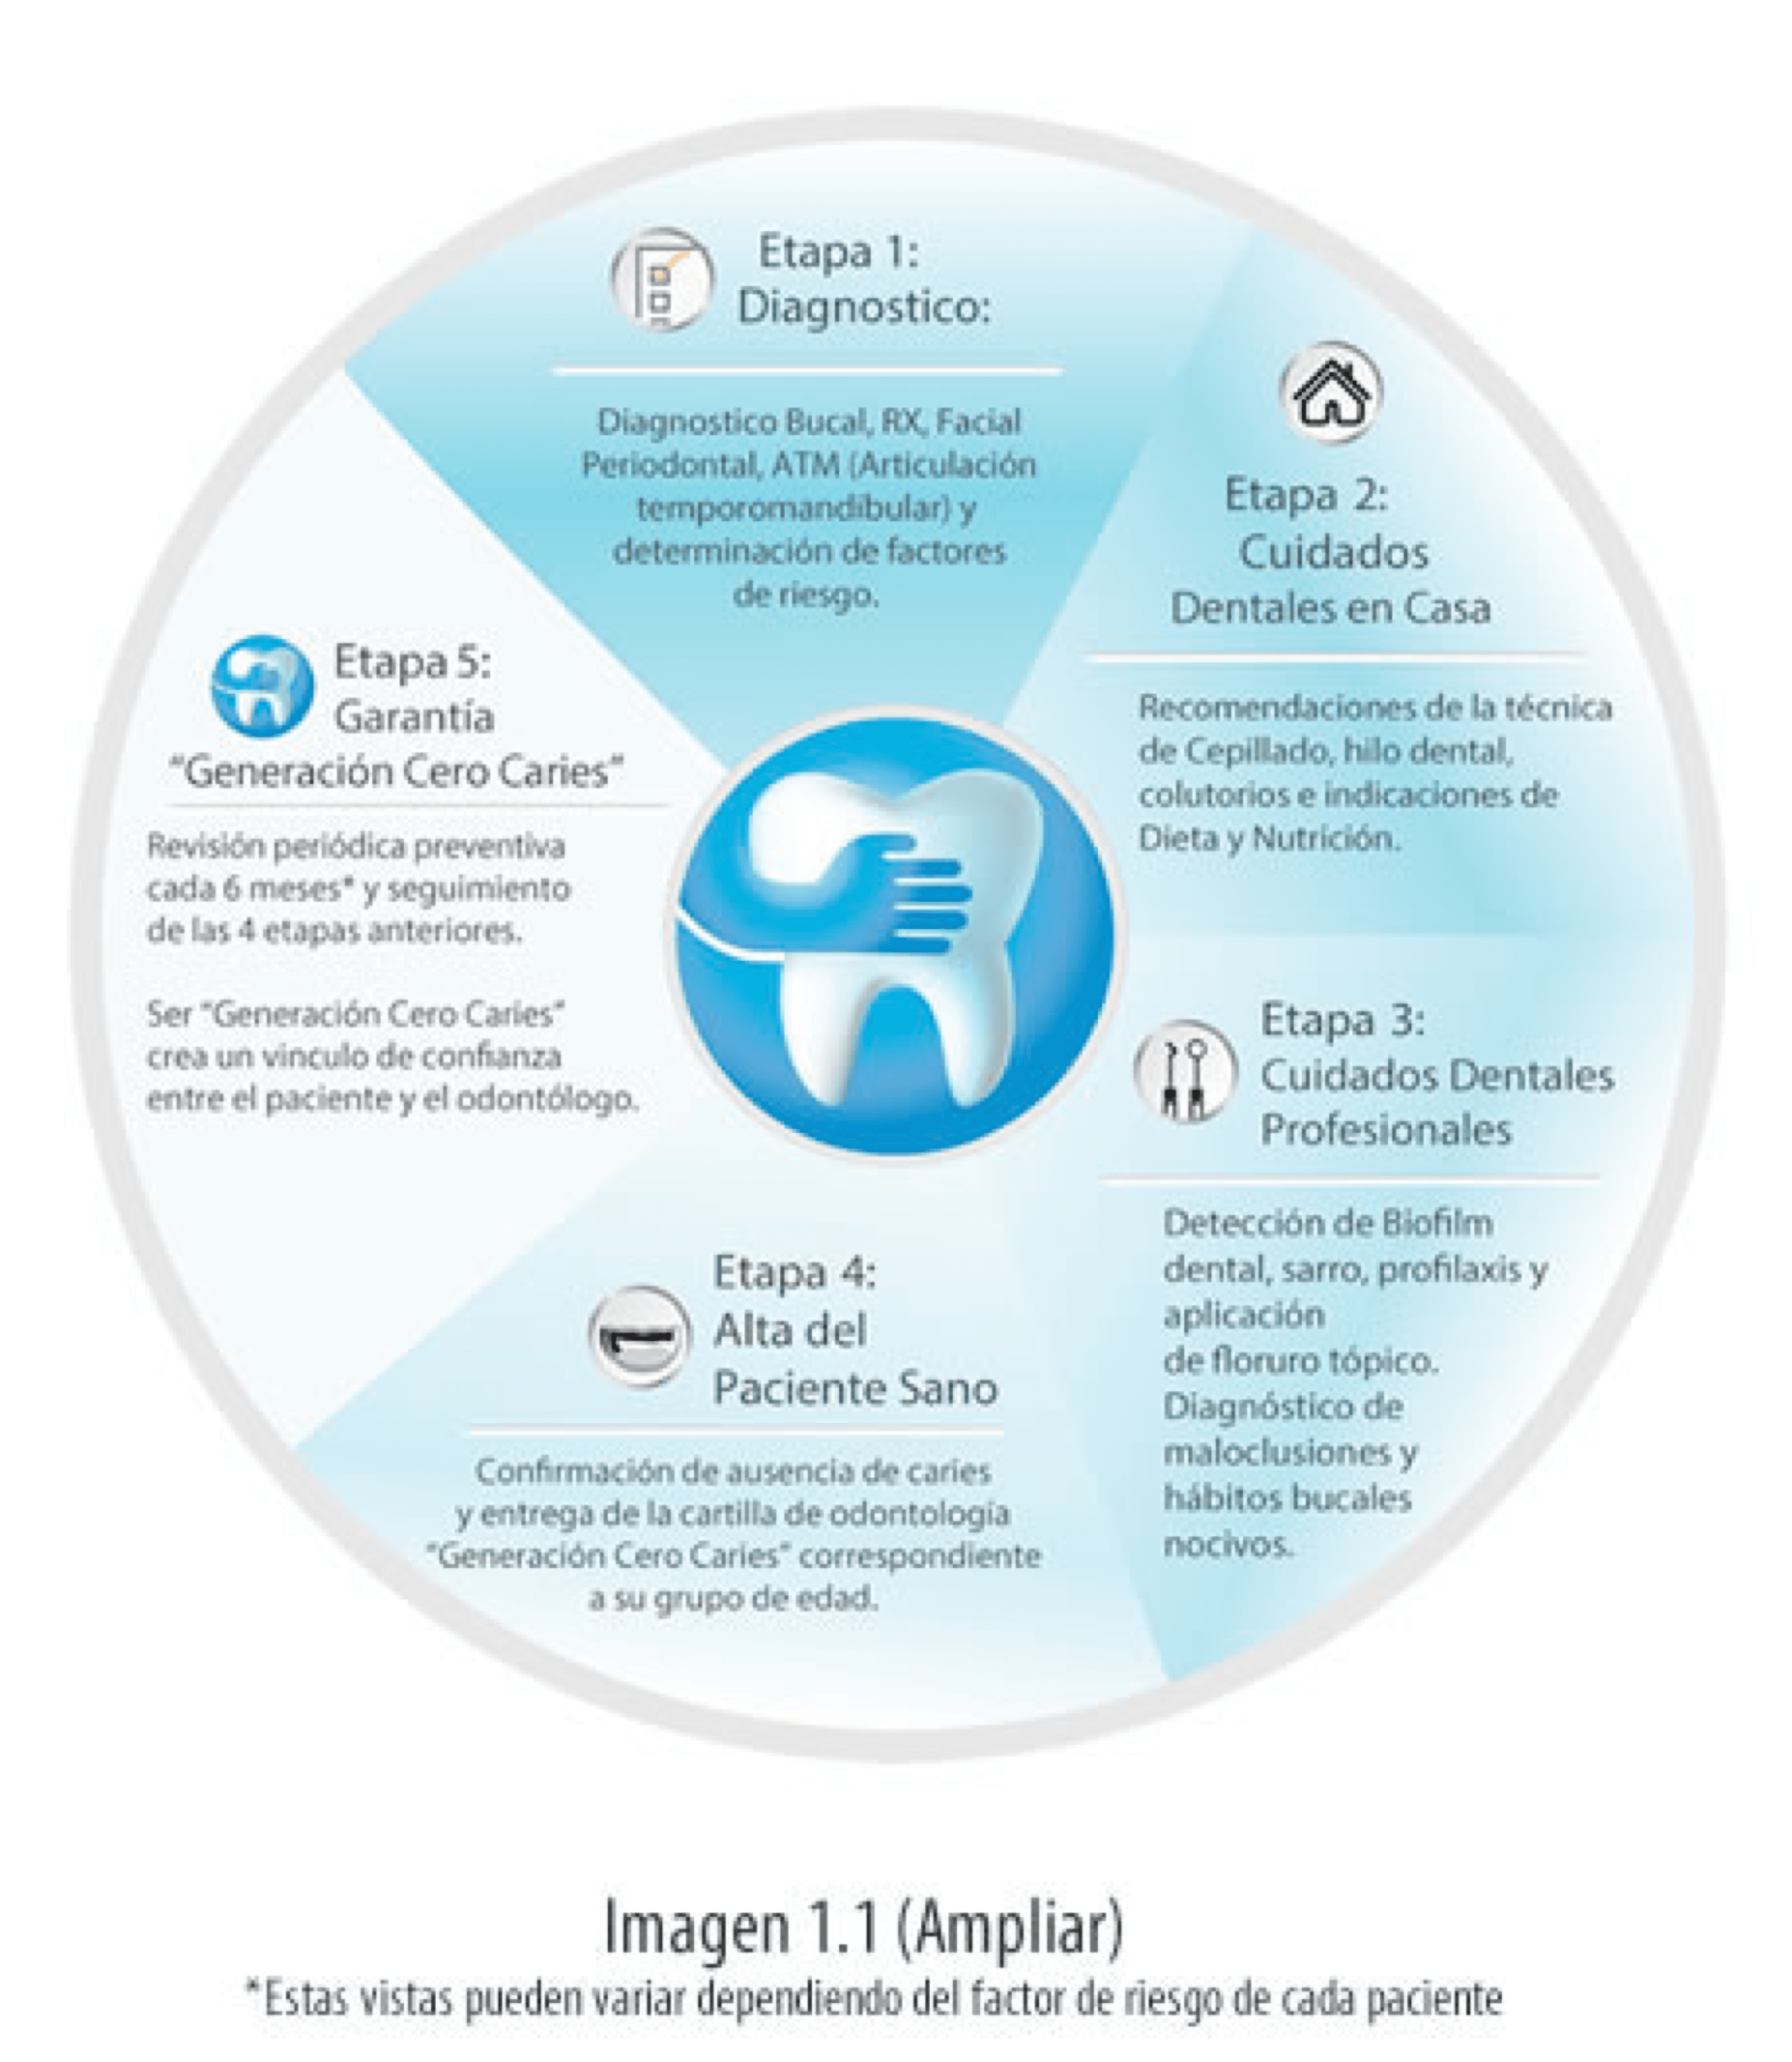 Etapa 1:
Diagnostico:
Diagnostico Bucal, RX, Facial
Periodontal, ATM (Articulación
temporomandibular) y
determinación de factores
de riesgo.
Etapa 2:
Cuidados
Dentales en Casa
Recomendaciones de la técnica
de Cepillado, hilo dental,
colutorios e indicaciones de
Dieta y Nutrición.
Etapa 3:
Cuidados Dentales
Profesionales
Detección de Biofilm
dental, sarro, profilaxis y
aplicación
de floruro tópico.
Diagnóstico de
maloclusiones y
hábitos bucales
nocivos.
Etapa 4:
Alta del
Paciente Sano
Confirmación de ausencia de caries
y entrega de la cartilla de odontología
"Generación Cero Caries" correspondiente
a su grupo de edad.
Etapa 5:
Garantía
"Generación Cero Caries"
Revisión periódica preventiva
cada 6 meses* y seguimiento
de las 4 etapas anteriores.
Ser "Generación Cero Caries"
crea un vinculo de confianza
entre el paciente y el odontólogo.
Imagen 1.1 (Ampliar)
*Estas vistas pueden variar dependiendo del factor de riesgo de cada paciente